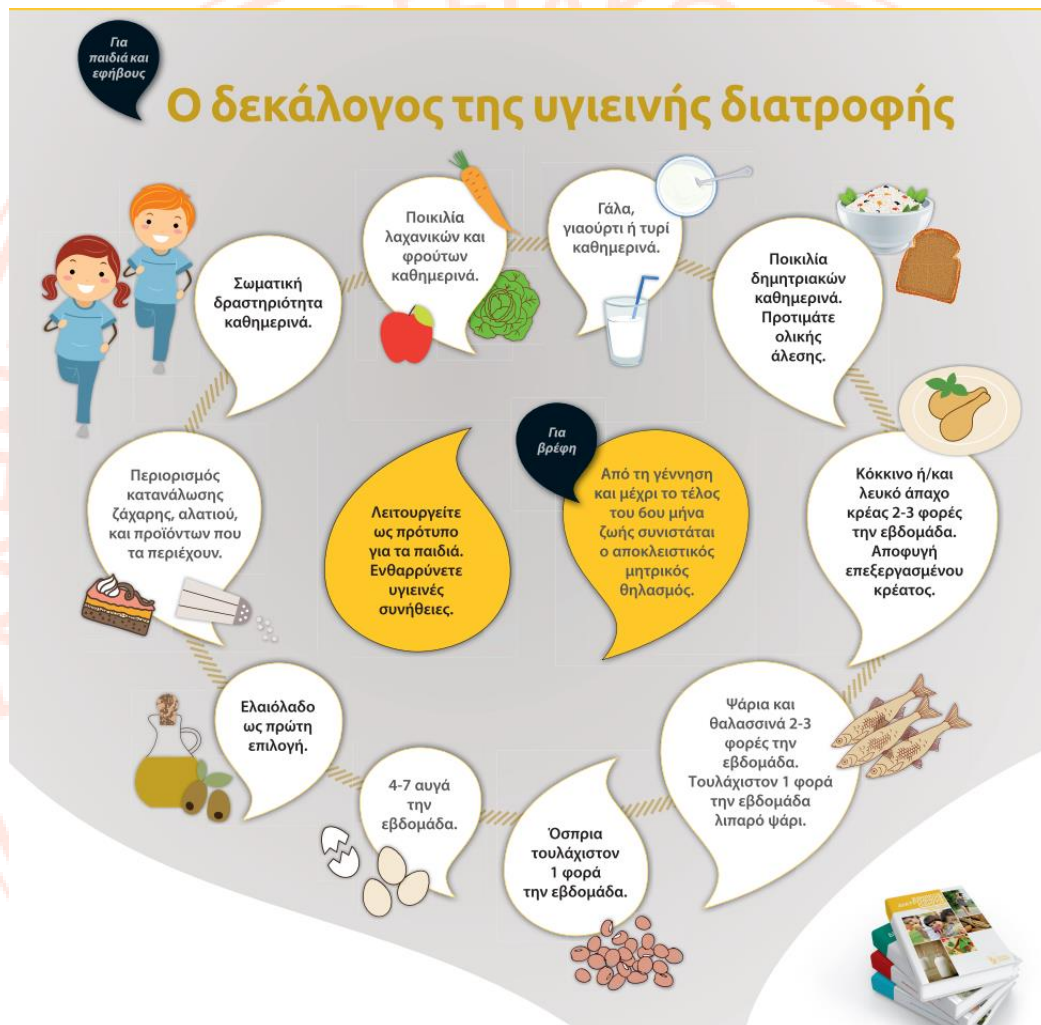 Για
παιδιά και
εφήβους
Ο δεκάλογος της υγιεινής διατροφής
Σωματική
δραστηριότητα
καθημερινά.
Ποικιλία
λαχανικών και
φρούτων
καθημερινά.
Γάλα,
γιαούρτι ή τυρί
καθημερινά.
Ποικιλία
δημητριακών
καθημερινά.
Προτιμάτε
ολικής
άλεσης.
Κόκκινο ή/και
λευκό άπαχο
κρέας 2-3 φορές
την εβδομάδα.
Αποφυγή
επεξεργασμένου
κρέατος.
Ψάρια και
θαλασσινά 2-3
φορές την
εβδομάδα.
Τουλάχιστον 1 φορά
την εβδομάδα
λιπαρό ψάρι.
Όσπρια
τουλάχιστον
1 φορά
την εβδομάδα.
4-7 αυγά
την
εβδομάδα.
Ελαιόλαδο
ως πρώτη
επιλογή.
Περιορισμός
κατανάλωσης
ζάχαρης, αλατιού,
και προϊόντων που
τα περιέχουν.
Λειτουργείτε
ως πρότυπο
για τα παιδιά.
Ενθαρρύνετε
υγιεινές
συνήθειες.
Για
βρέφη
Από τη γέννηση
και μέχρι το τέλος
του 6ου μήνα
ζωής συνιστάται
ο αποκλειστικός
μητρικός
θηλασμός.